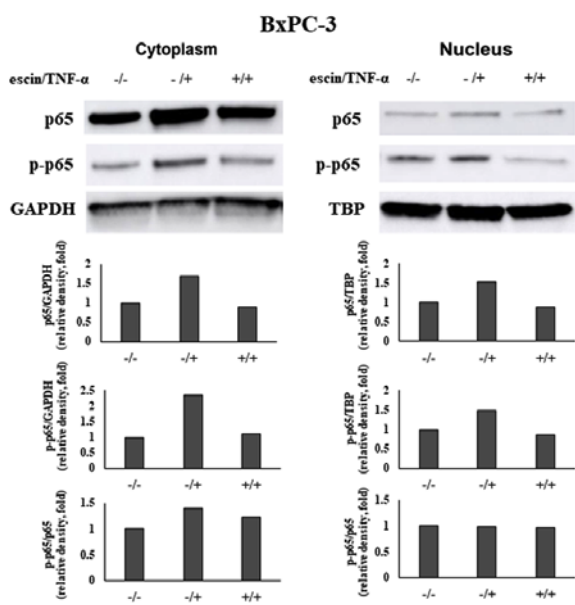 BxPC-3
Cytoplasm
escin/TNF-α -/- - /+ +/+
p65
p-p65
GAPDH
p65/GAPDH
(relative density, fold)
2
1.5
1
0.5
0
-/- -/+ +/+
p-p65/GAPDH
(relative density, fold)
2.5
2
1.5
1
0.5
0
-/- -/+ +/+
p-p65/p65
(relative density, fold)
1.5
1
0.5
0
-/- -/+ +/+
Nucleus
escin/TNF-α -/- - /+ +/+
p65
p-p65
TBP
p65/TBP
(relative density, fold)
2
1.5
1
0.5
0
-/- -/+ +/+
p-p65/TBP
(relative density, fold)
2
1.5
1
0.5
0
-/- -/+ +/+
p-p65/p65
(relative density, fold)
1.5
1
0.5
0
-/- -/+ +/+